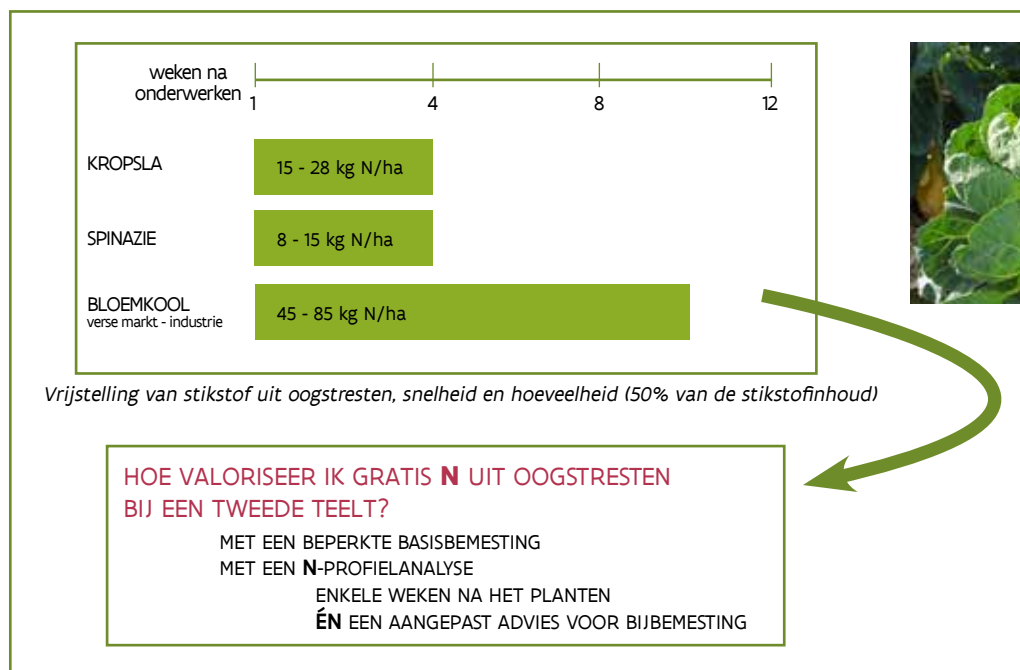 weken na
onderwerken
1 4 8 12
KROPSLA
15 - 28 kg N/ha
SPINAZIE
8 - 15 kg N/ha
BLOEMKOOL
verse markt - industrie
45 - 85 kg N/ha
Vrijstelling van stikstof uit oogstresten, snelheid en hoeveelheid (50% van de stikstofinhoud)
HOE VALORISEER IK GRATIS N UIT OOGSTRESTEN
BIJ EEN TWEEDE TEELT?
MET EEN BEPERKTE BASISBEMESTING
MET EEN N-PROFIELANALYSE
ENKELE WEKEN NA HET PLANTEN
ÉN EEN AANGEPAST ADVIES VOOR BIJBEMESTING